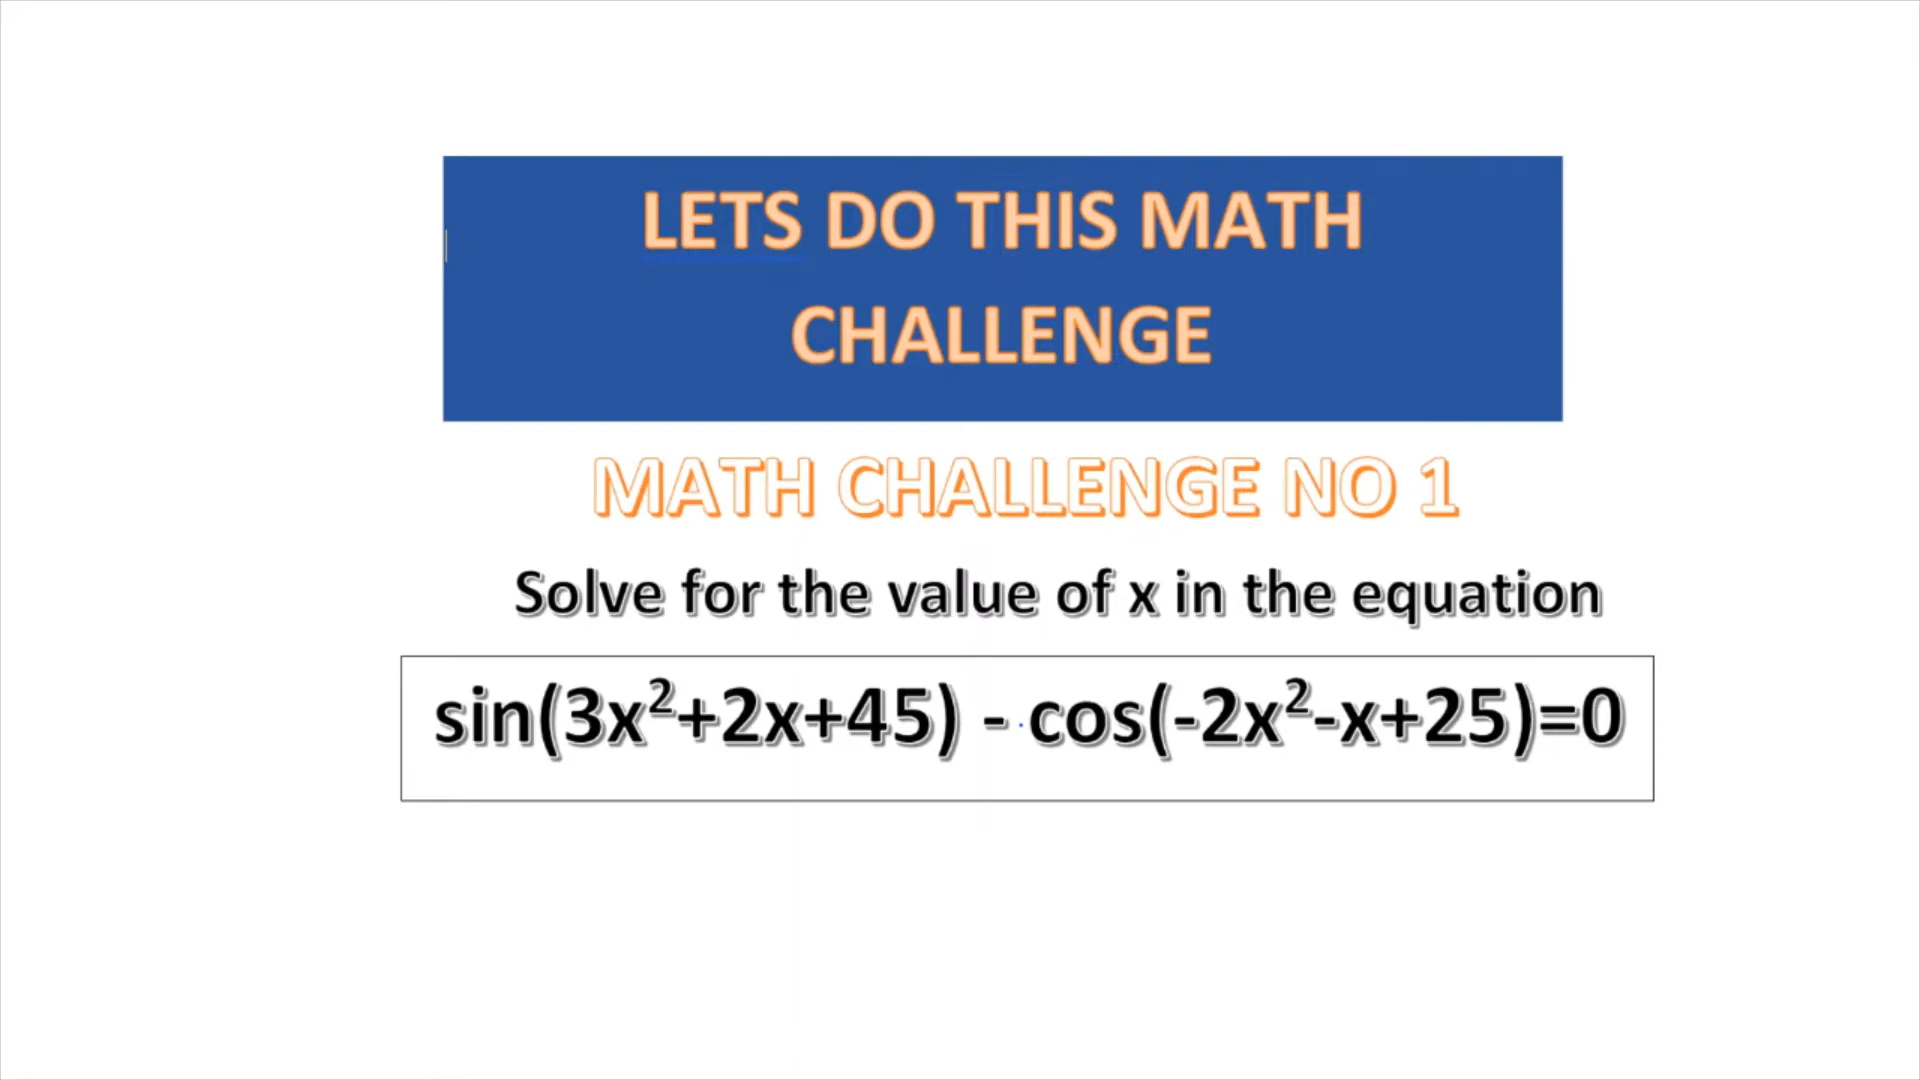 LETS DO THIS MATH
CHALLENGE
MATH CHALLENGE NO 1
Solve for the value of x in the equation
sin(3x²+2x+45) - cos(-2x²-x+25)=0